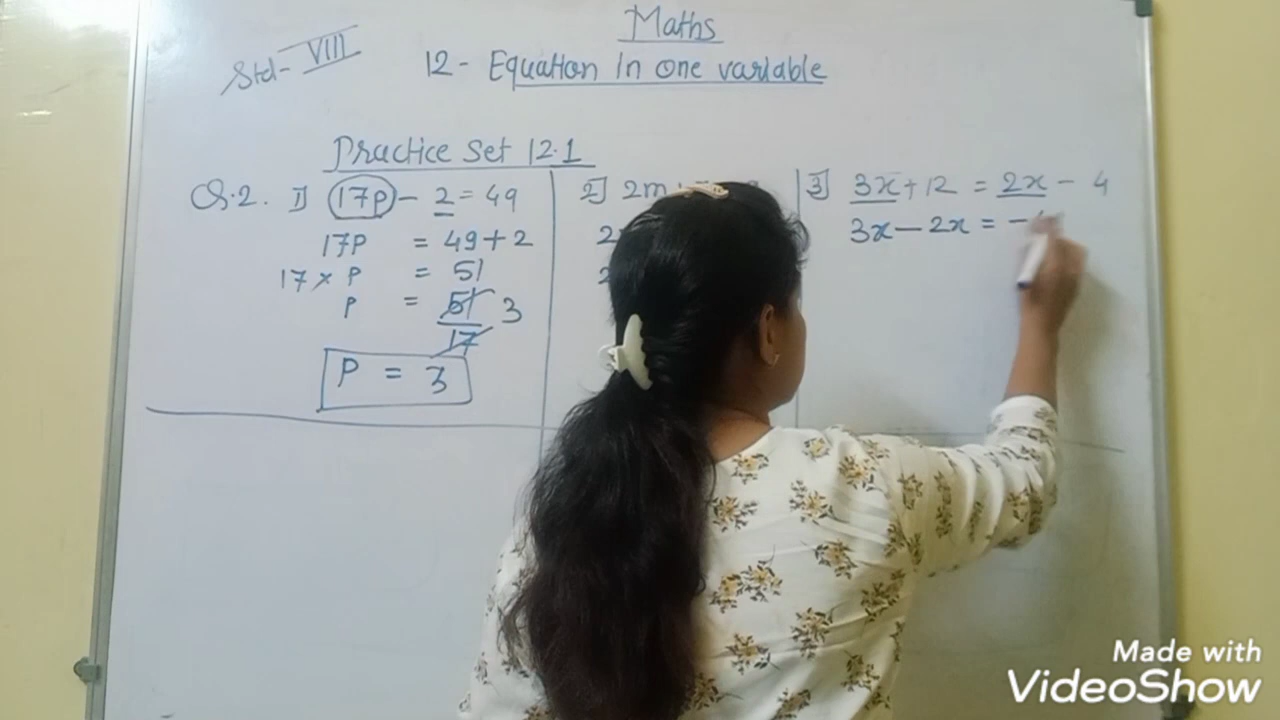 Maths
Std- VIII
12- Equation in one variable
Practice Set 12.1
Q.2. 1] 17p - 2 = 49
17P = 49+2
17 × P = 51
P = 51/17 3
P = 3
2] 2m
2
2
3] 3x + 12 = 2x - 4
3x - 2x = -
Made with
VideoShow